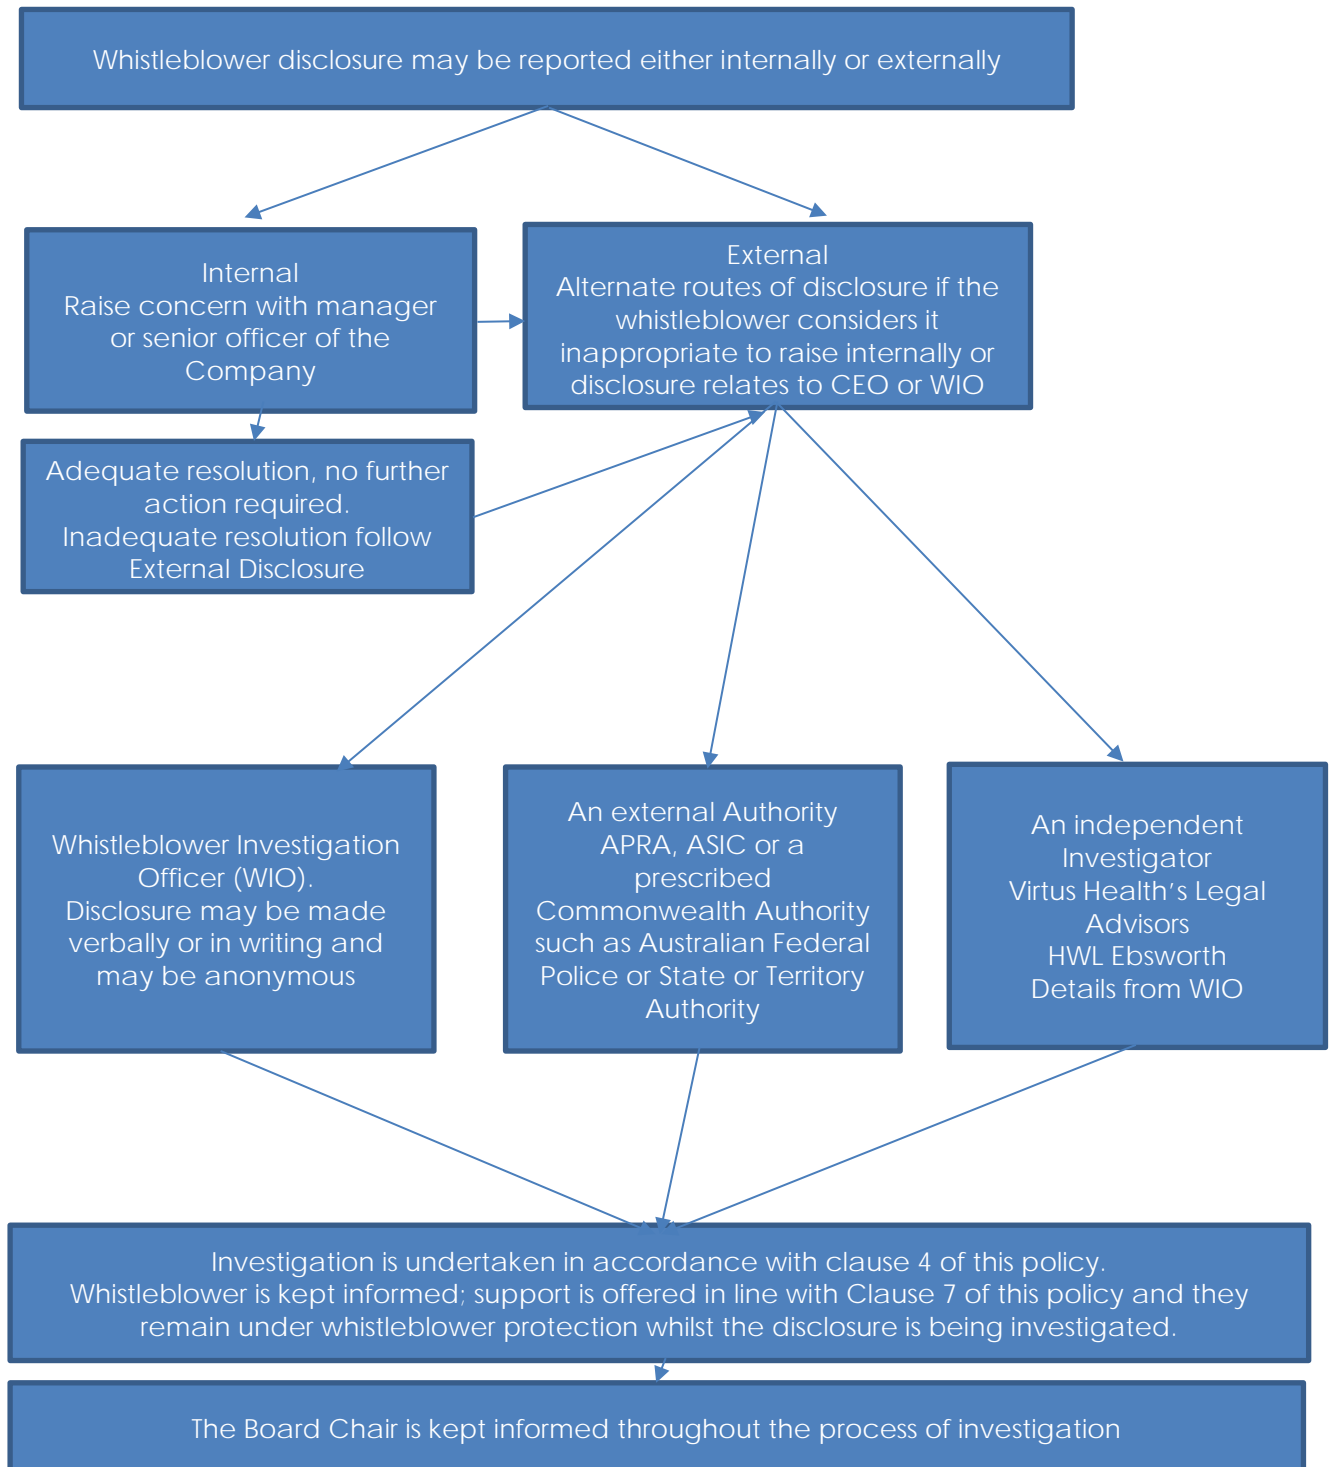 Whistleblower disclosure may be reported either internally or externally
Internal
Raise concern with manager
or senior officer of the
Company
External
Alternate routes of disclosure if the
whistleblower considers it
inappropriate to raise internally or
disclosure relates to CEO or WIO
Adequate resolution, no further
action required.
Inadequate resolution follow
External Disclosure
Whistleblower Investigation
Officer (WIO).
Disclosure may be made
verbally or in writing and
may be anonymous
An external Authority
APRA, ASIC or a
prescribed
Commonwealth Authority
such as Australian Federal
Police or State or Territory
Authority
An independent
Investigator
Virtus Health’s Legal
Advisors
HWL Ebsworth
Details from WIO
Investigation is undertaken in accordance with clause 4 of this policy.
Whistleblower is kept informed; support is offered in line with Clause 7 of this policy and they
remain under whistleblower protection whilst the disclosure is being investigated.
The Board Chair is kept informed throughout the process of investigation